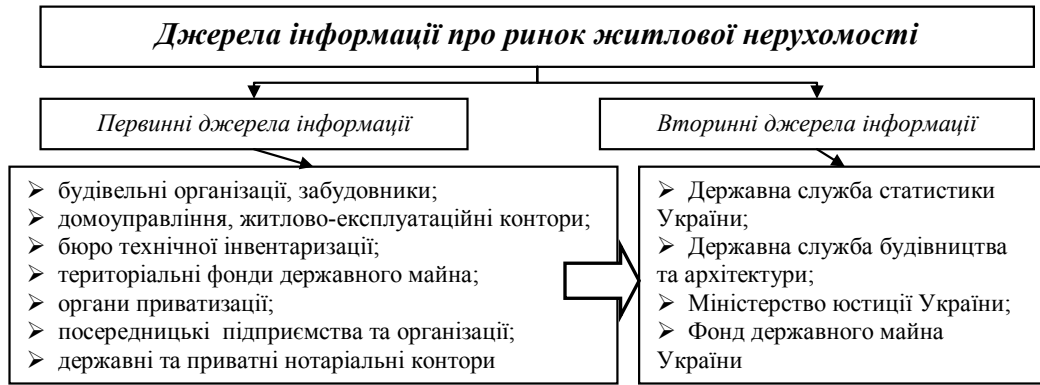 Джерела інформації про ринок житлової нерухомості
Первинні джерела інформації
Вторинні джерела інформації
➢ будівельні організації, забудовники;
➢ домоуправління, житлово-експлуатаційні контори;
➢ бюро технічної інвентаризації;
➢ територіальні фонди державного майна;
➢ органи приватизації;
➢ посередницькі підприємства та організації;
➢ державні та приватні нотаріальні контори
➢ Державна служба статистики
України;
➢ Державна служба будівництва
та архітектури;
➢ Міністерство юстиції України;
➢ Фонд державного майна
України